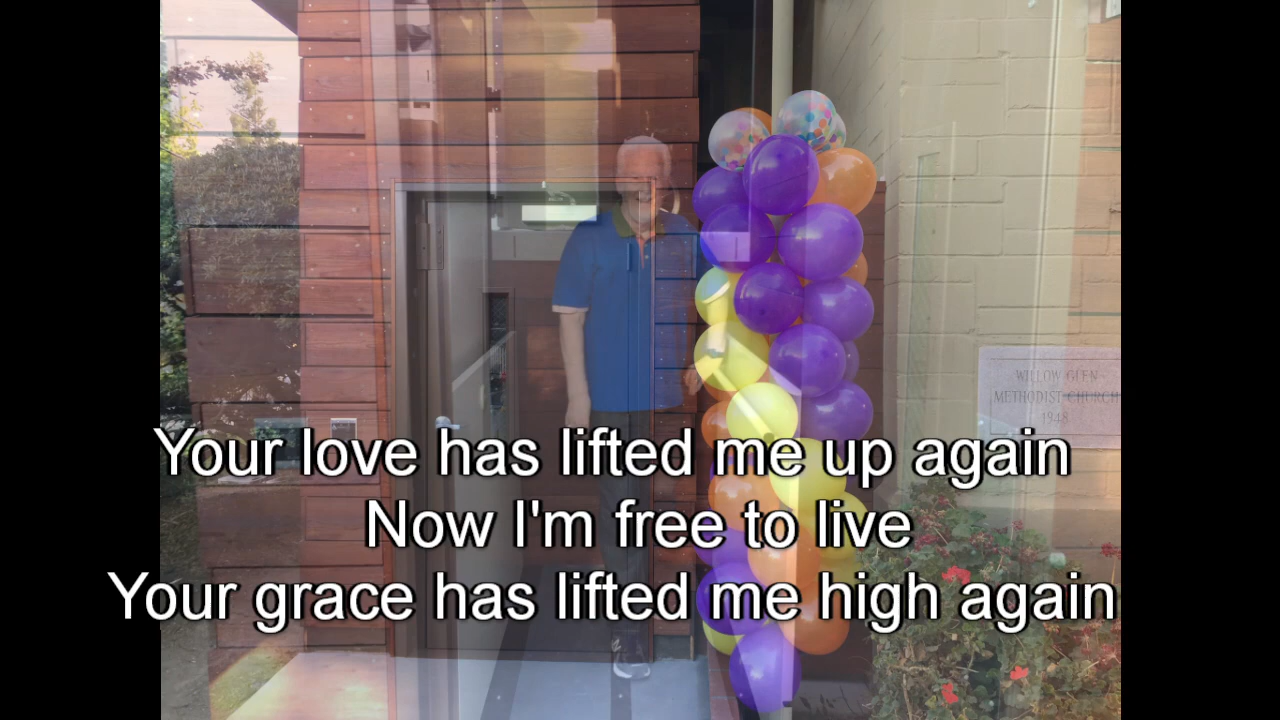 WILLOW GLEN
METHODIST CHURCH
1948
Your love has lifted me up again
Now I'm free to live
Your grace has lifted me high again